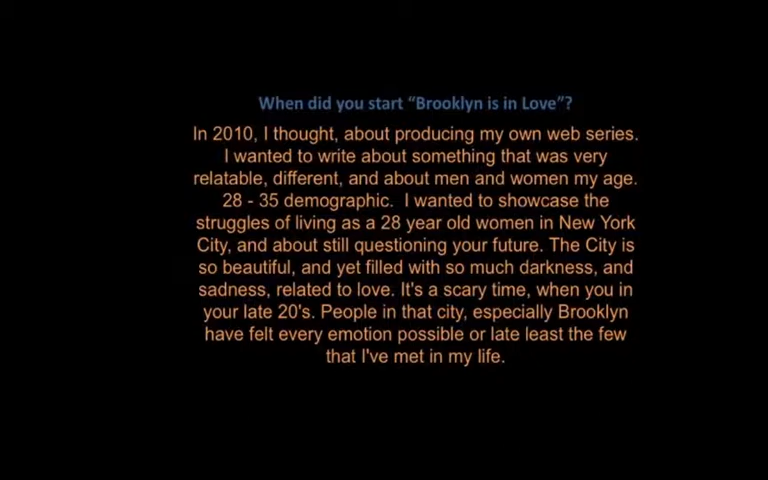 When did you start “Brooklyn is in Love”?
In 2010, I thought, about producing my own web series.
I wanted to write about something that was very
relatable, different, and about men and women my age.
28 - 35 demographic.  I wanted to showcase the
struggles of living as a 28 year old women in New York
City, and about still questioning your future. The City is
so beautiful, and yet filled with so much darkness, and
sadness, related to love. It's a scary time, when you in
your late 20's. People in that city, especially Brooklyn
have felt every emotion possible or late least the few
that I've met in my life.